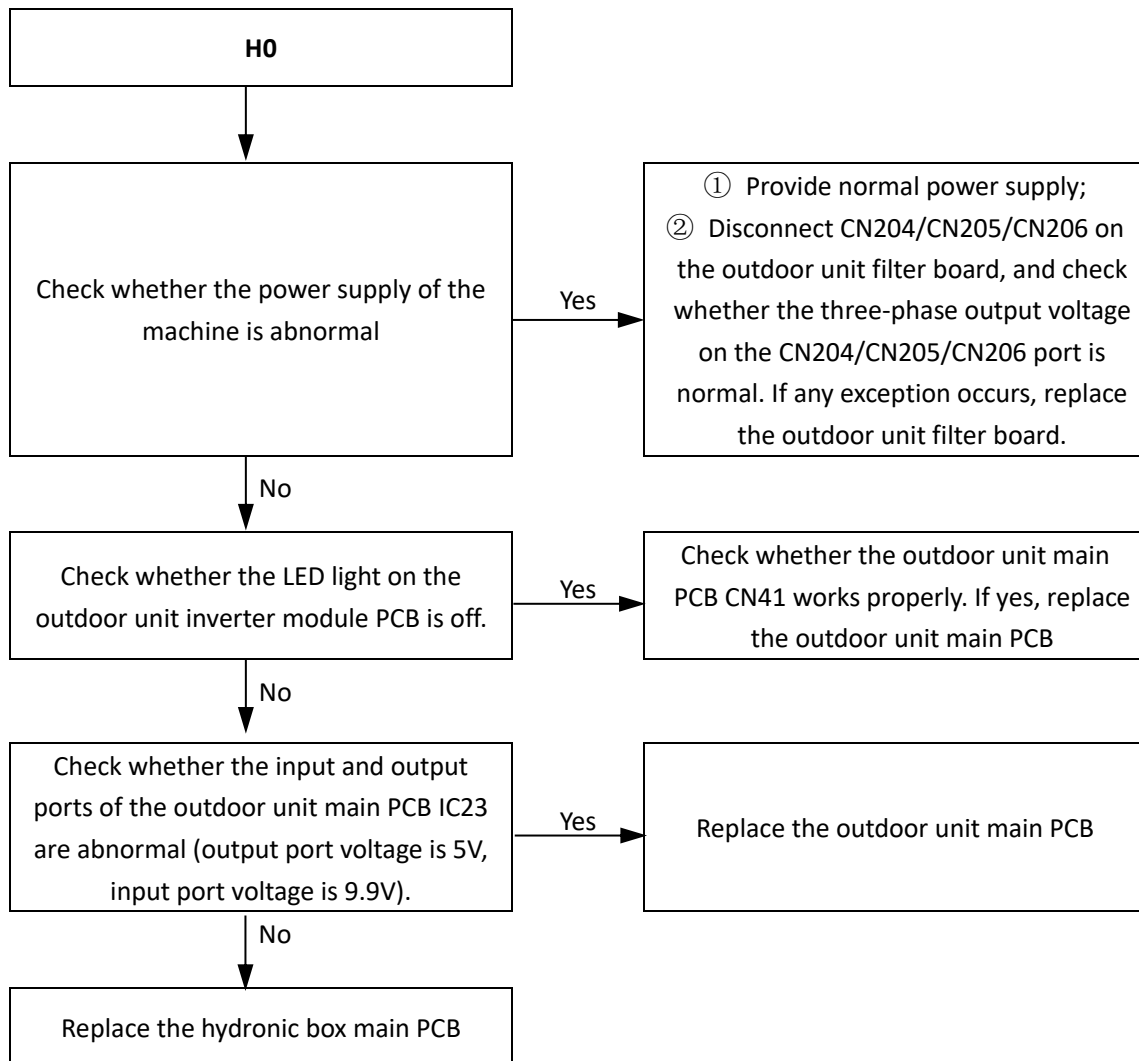 H0
Check whether the power supply of the
machine is abnormal
Yes
① Provide normal power supply;
② Disconnect CN204/CN205/CN206 on
the outdoor unit filter board, and check
whether the three-phase output voltage
on the CN204/CN205/CN206 port is
normal. If any exception occurs, replace
the outdoor unit filter board.
No
Check whether the LED light on the
outdoor unit inverter module PCB is off.
Yes
Check whether the outdoor unit main
PCB CN41 works properly. If yes, replace
the outdoor unit main PCB
No
Check whether the input and output
ports of the outdoor unit main PCB IC23
are abnormal (output port voltage is 5V,
input port voltage is 9.9V).
Yes
Replace the outdoor unit main PCB
No
Replace the hydronic box main PCB